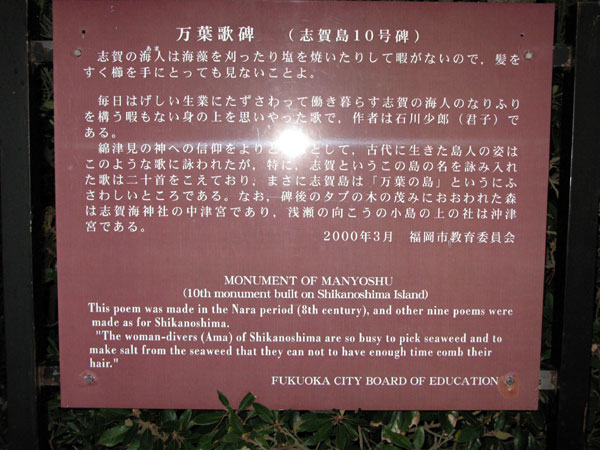 万葉歌碑 (志賀島10号碑)
志賀の海人は海藻を刈ったり塩を焼いたりして暇がないので,髪を
あま
すく櫛を手にとっても見ないことよ。
毎日はげしい生業にたずさわって働き暮らす志賀の海人のなりふり
を構う暇もない身の上を思いやった歌で,作者は石川少郎(君子)で
ある。
綿津見の神への信仰をより として,古代に生きた島人の姿は
このような歌に詠われたが,特に,志賀というこの島の名を詠み入れ
た歌は二十首をこえており,まさに志賀島は「万葉の島」というにふ
さわしいところである。なお,碑後のタブの木の茂みにおおわれた森
は志賀海神社の中津宮であり,浅瀬の向こうの小島の上の社は沖津
宮である。
2000年3月 福岡市教育委員会
MONUMENT OF MANYOSHU
(10th monument built on Shikanoshima Island)
This poem was made in the Nara period (8th century), and other nine poems were
made as for Shikanoshima.
"The woman-divers (Ama) of Shikanoshima are so busy to pick seaweed and to
make salt from the seaweed that they can not to have enough time comb their
hair."
FUKUOKA CITY BOARD OF EDUCATION